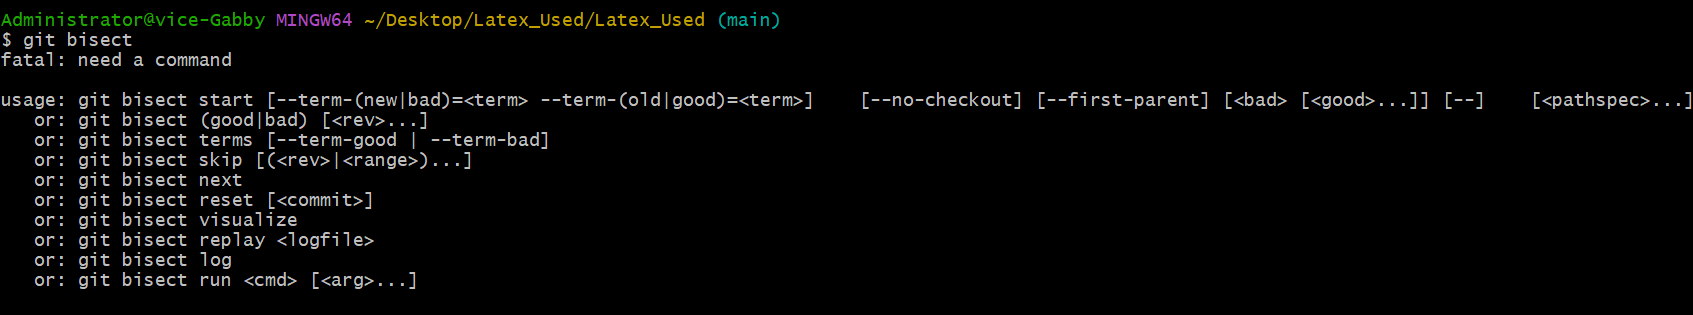 Administrator@vice-Gabby MINGW64 ~/Desktop/Latex_Used/Latex_Used (main)
$ git bisect
fatal: need a command
usage: git bisect start [--term-(new|bad)=<term> --term-(old|good)=<term>]    [--no-checkout] [--first-parent] [<bad> [<good>...]] [--]    [<pathspec>...]
   or: git bisect (good|bad) [<rev>...]
   or: git bisect terms [--term-good | --term-bad]
   or: git bisect skip [(<rev>|<range>)...]
   or: git bisect next
   or: git bisect reset [<commit>]
   or: git bisect visualize
   or: git bisect replay <logfile>
   or: git bisect log
   or: git bisect run <cmd> [<arg>...]